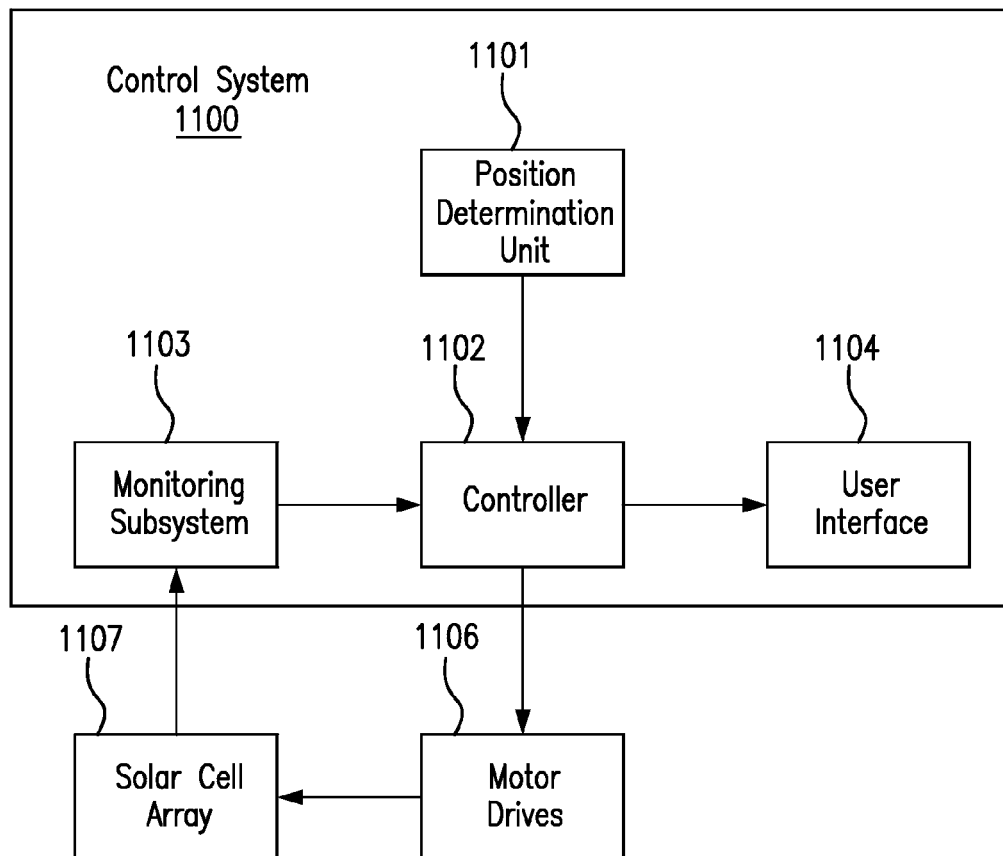 1101
Control System
1100
Position
Determination
Unit
1103
1102
1104
Monitoring
Subsystem
Controller
User
Interface
1107
1106
Solar Cell
Array
Motor
Drives